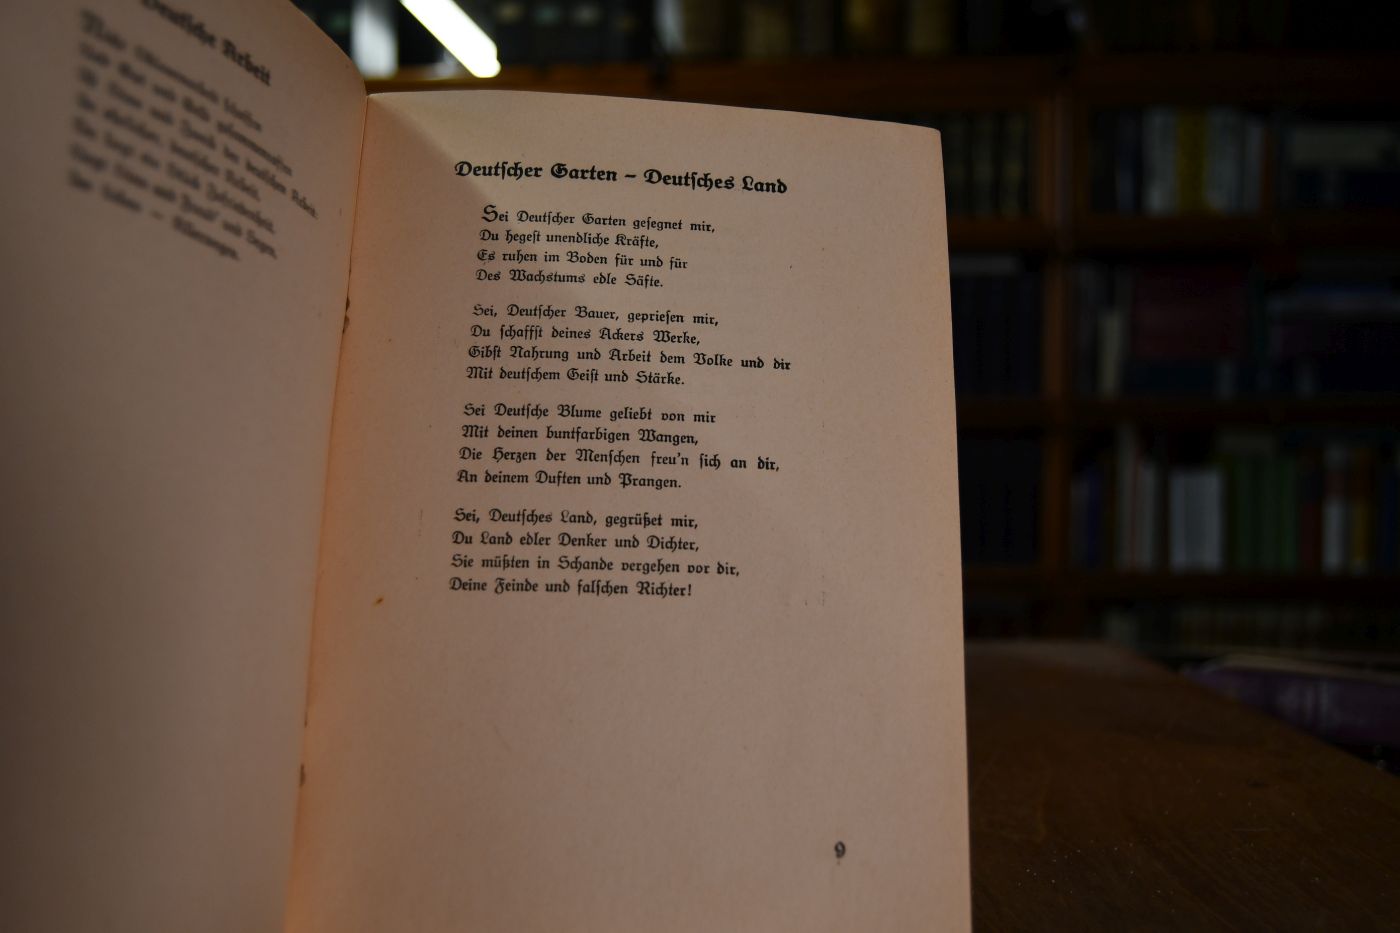 Deutsche Arbeit
Deutscher Garten – Deutsches Land
Sei Deutscher Garten gesegnet mir,
Du hegest unendliche Kräfte,
Es ruhen im Boden für und für
Des Wachstums edle Säfte.
Sei, Deutscher Bauer, gepriesen mir,
Du schaffst deines Ackers Werke,
Gibst Nahrung und Arbeit dem Volke und dir
Mit deutschem Geist und Stärke.
Sei Deutsche Blume geliebt von mir
Mit deinen buntfarbigen Wangen,
Die Herzen der Menschen freu'n sich an dir,
An deinem Duften und Prangen.
Sei, Deutsches Land, gegrüßet mir,
Du Land edler Denker und Dichter,
Sie müßten in Schande vergehen vor dir,
Deine Feinde und falschen Richter!
9